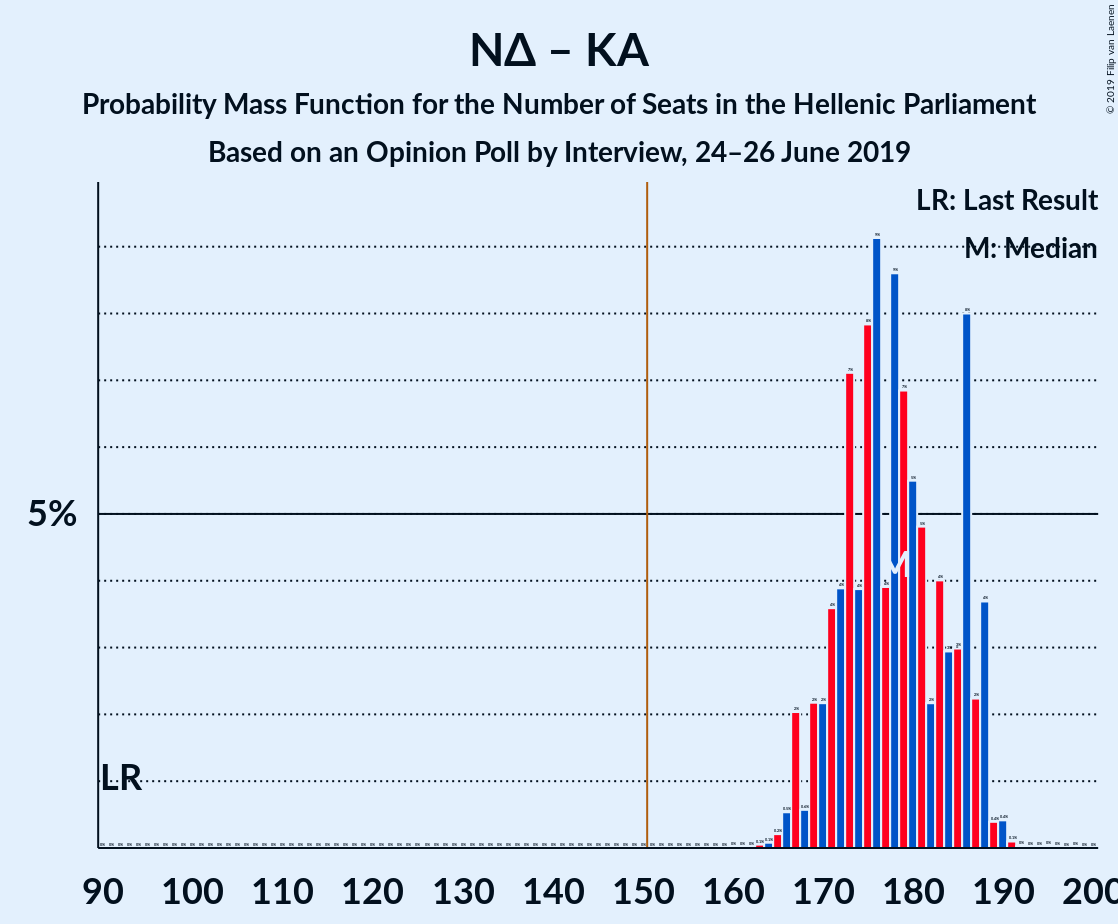 ΝΔ – ΚΑ
Probability Mass Function for the Number of Seats in the Hellenic Parliament
Based on an Opinion Poll by Interview, 24–26 June 2019
© 2019 Filip van Laenen
LR: Last Result
M: Median
5%
M
LR
90 100 110 120 130 140 150 160 170 180 190 200